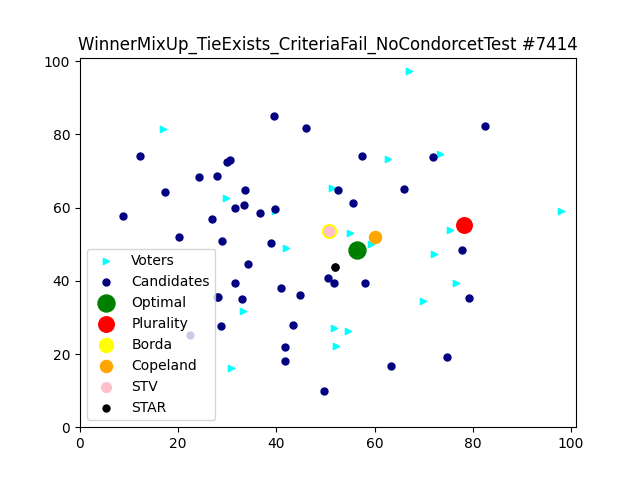 WinnerMixUp_TieExists_CriteriaFail_NoCondorcetTest #7414
100
80
60
40
20
0
Voters
Candidates
Optimal
Plurality
Borda
Copeland
STV
STAR
0 20 40 60 80 100